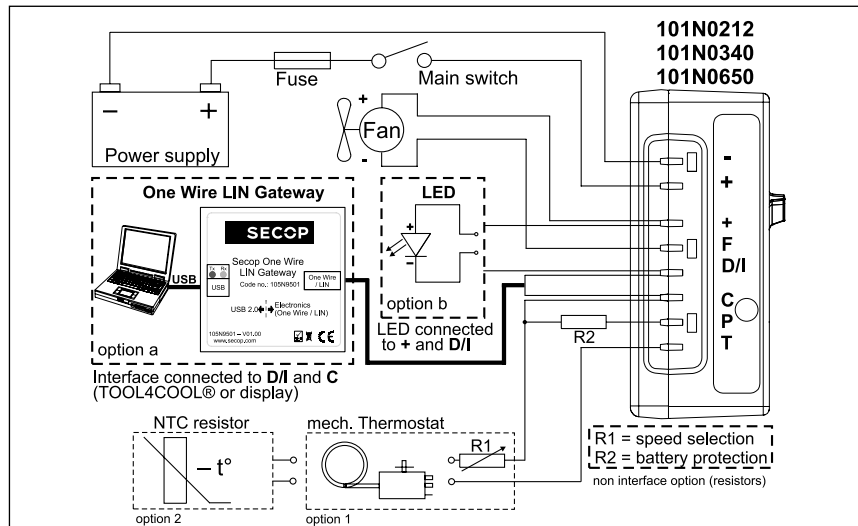 101N0212
101N0340
101N0650
Fuse
Main switch
– +
Power supply
+
Fan
-
-
+
+
F
D/I
C
P
T
One Wire LIN Gateway
SECOP
Tx Rx
USB
Secop One Wire
LIN Gateway
Code no.: 105N9501
One Wire
/ LIN
USB
USB 2.0
Electronics
(One Wire / LIN)
105N9501 – V01.00
www.secop.com
CE
option a
Interface connected to D/I and C
(TOOL4COOL® or display)
LED
+
–
option b
LED connected
to + and D/I
R2
NTC resistor
– t°
option 2
mech. Thermostat
R1
option 1
R1 = speed selection
R2 = battery protection
non interface option (resistors)